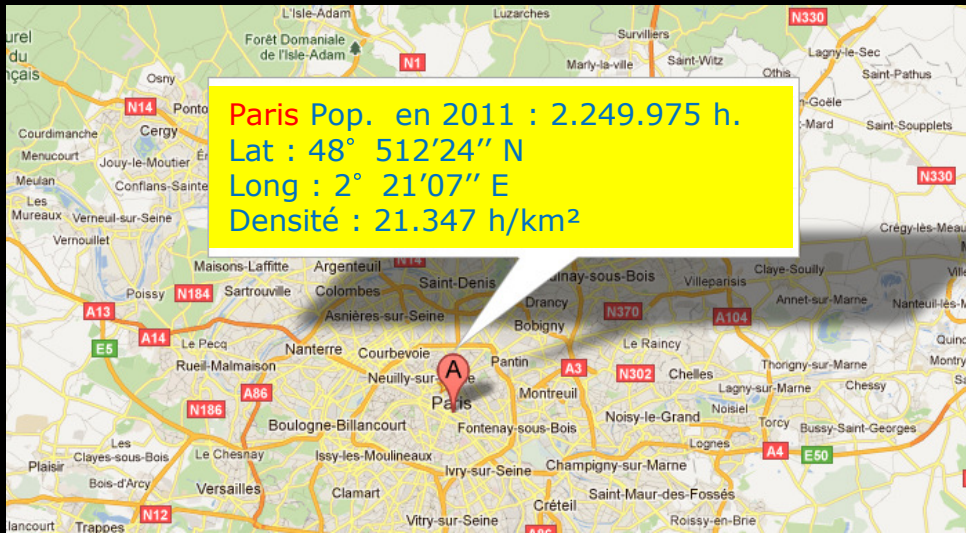 L'Isle-Adam
Luzarches
N330
Survilliers
Forêt Domaniale
de l'Isle-Adam
N1
Marly-la-ville
Saint-Witz
Lagny-le-Sec
Othis
Saint-Pathus
Osny
N14
Cergy
Courdimanche
Menucourt
Jouy-le-Moutier
Meulan
Conflans-Sainte
Les
Mureaux
Verneuil-sur-Seine
Vernouillet
Saint-Soupplets
N330
Paris Pop. en 2011 : 2.249.975 h.
Lat : 48° 512’24’’ N
Long : 2° 21’07’’ E
Densité : 21.347 h/km²
Maisons-Laffitte
Argenteuil
N14
Saint-Denis
Villeparisis
Claye-Souilly
Poissy
N184
Sartrouville
Colombes
Drancy
Annet-sur-Marne
A13
Asnières-sur-Seine
Bobigny
N370
A104
E5
A14
Le Pecq
Nanterre
Courbevoie
Pantin
Le Raincy
Rueil-Malmaison
A
A3
N302
Chelles
Thorigny-sur-Marne
A86
Montreuil
Lagny-sur-Marne
Chessy
N186
Paris
Noisy-le-Grand
Noisiel
Torcy
Bussy-Saint-Georges
Boulogne-Billancourt
Fontenay-sous-Bois
Les
Clayes-sous-Bois
Le Chesnay
Issy-les-Moulineaux
Lognes
A4
E50
Plaisir
Ivry-sur-Seine
Champigny-sur-Marne
Bois-d'Arcy
Versailles
Clamart
Saint-Maur-des-Fossés
Créteil
N12
Trappes
Vitry-sur-Seine
A86
Roissy-en-Brie